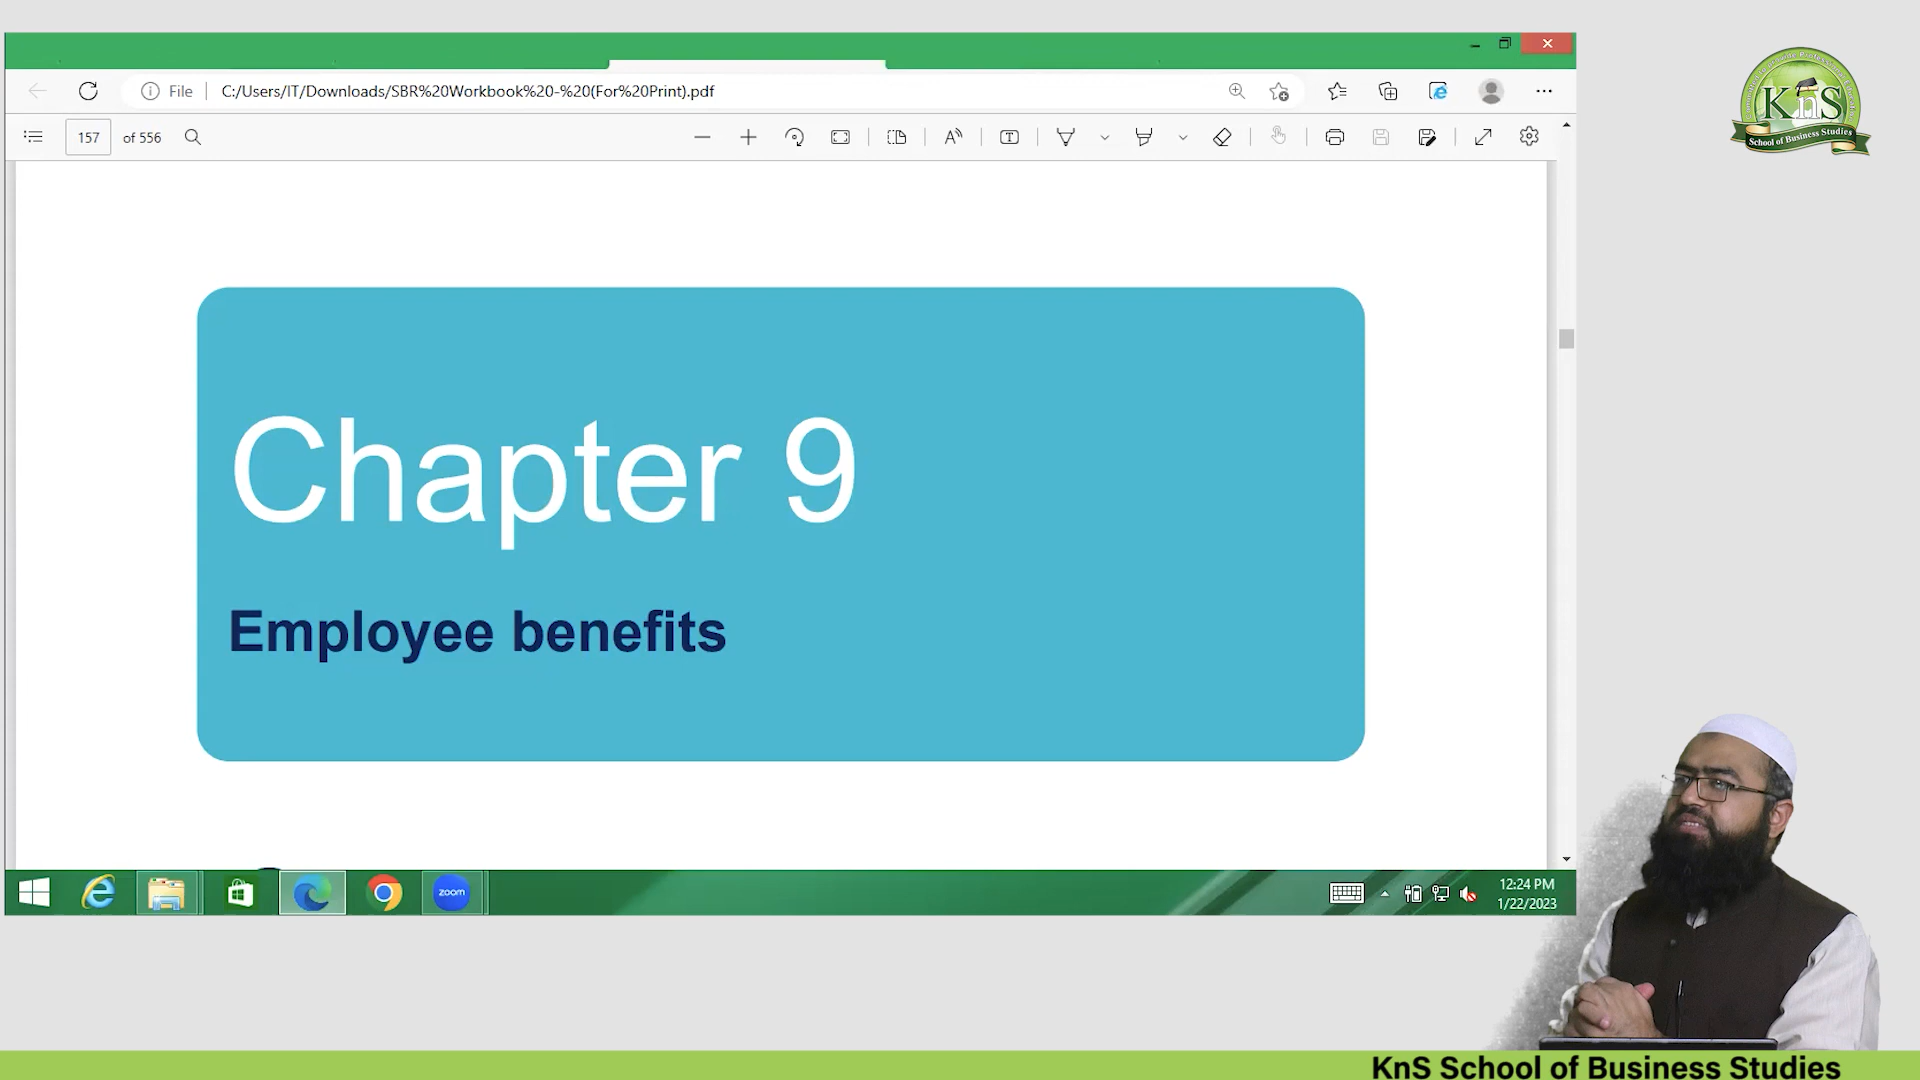 File
C:/Users/IT/Downloads/SBR%20Workbook%20-%20(For%20Print).pdf
157 of 556
Chapter 9
Employee benefits
zoom
12:24 PM
1/22/2023
KnS
School of Business Studies
KnS School of Business Studies